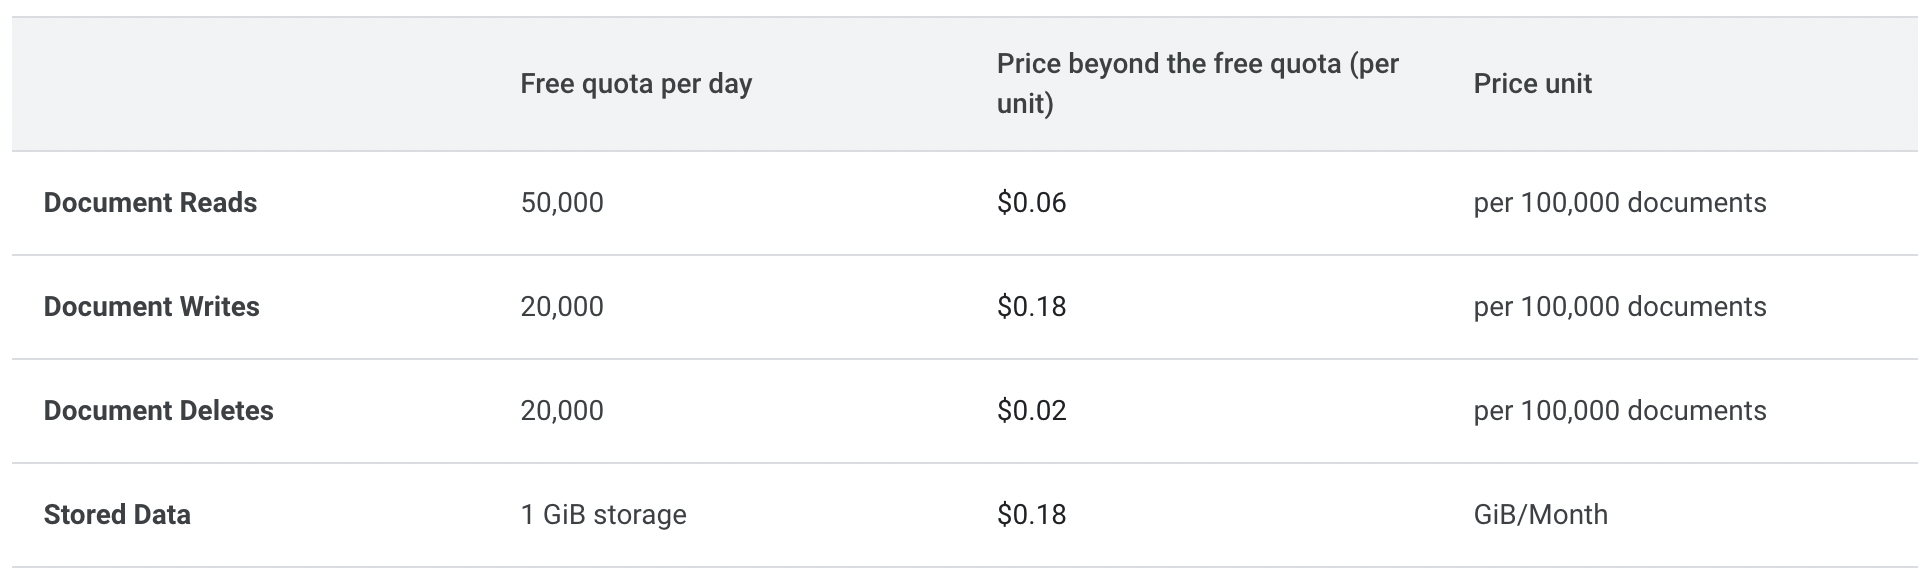 Free quota per day Price beyond the free quota (per unit) Price unit
Document Reads 50,000 $0.06 per 100,000 documents
Document Writes 20,000 $0.18 per 100,000 documents
Document Deletes 20,000 $0.02 per 100,000 documents
Stored Data 1 GiB storage $0.18 GiB/Month